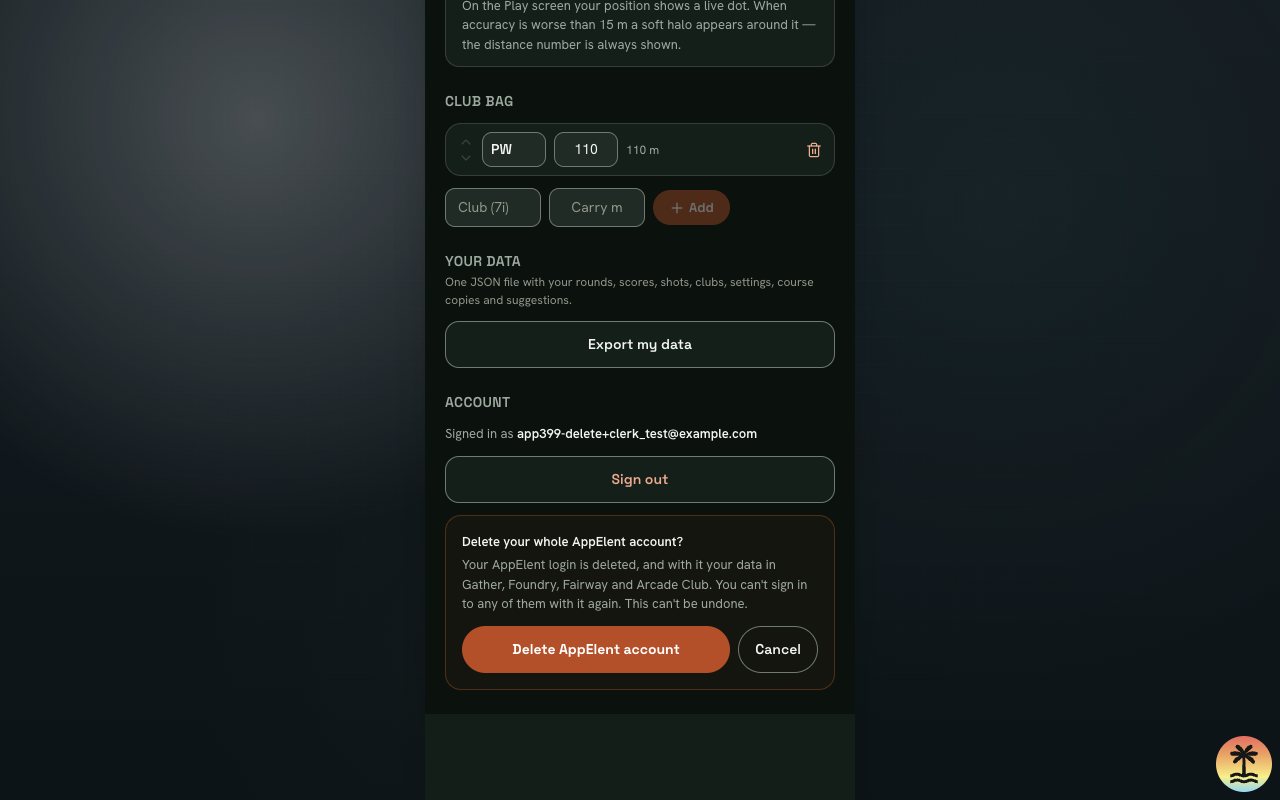 On the Play screen your position shows a live dot. When
accuracy is worse than 15 m a soft halo appears around it —
the distance number is always shown.
CLUB BAG
PW 110 110 m
Club (7i) Carry m + Add
YOUR DATA
One JSON file with your rounds, scores, shots, clubs, settings, course
copies and suggestions.
Export my data
ACCOUNT
Signed in as app399-delete+clerk_test@example.com
Sign out
Delete your whole AppElent account?
Your AppElent login is deleted, and with it your data in
Gather, Foundry, Fairway and Arcade Club. You can't sign in
to any of them with it again. This can't be undone.
Delete AppElent account Cancel